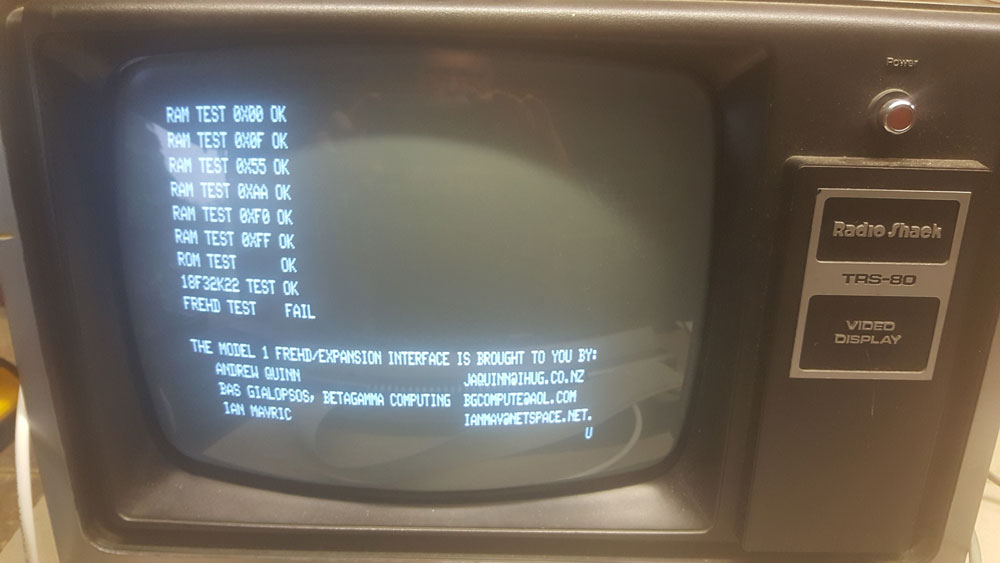 RAM TEST 0X00 OK
RAM TEST 0X0F OK
RAM TEST 0X55 OK
RAM TEST 0XAA OK
RAM TEST 0XF0 OK
RAM TEST 0XFF OK
ROM TEST OK
18F32K22 TEST OK
FREHD TEST FAIL
THE MODEL 1 FREHD/EXPANSION INTERFACE IS BROUGHT TO YOU BY:
ANDREW QUINN JAQUINN@IHUG.CO.NZ
BAS GIALOPSOS, BETAGAMMA COMPUTING BGCOMPUTE@AOL.COM
IAN MAVRIC IANMAV@NETSPACE.NET.
U
Power
Radio Shaek
TRS-80
VIDEO
DISPLAY